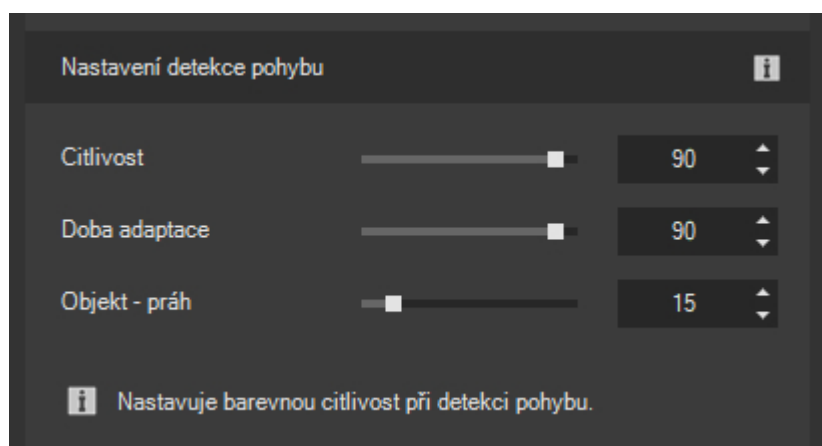 Nastavení detekce pohybu
Citlivost 90
Doba adaptace 90
Objekt - práh 15
Nastavuje barevnou citlivost při detekci pohybu.